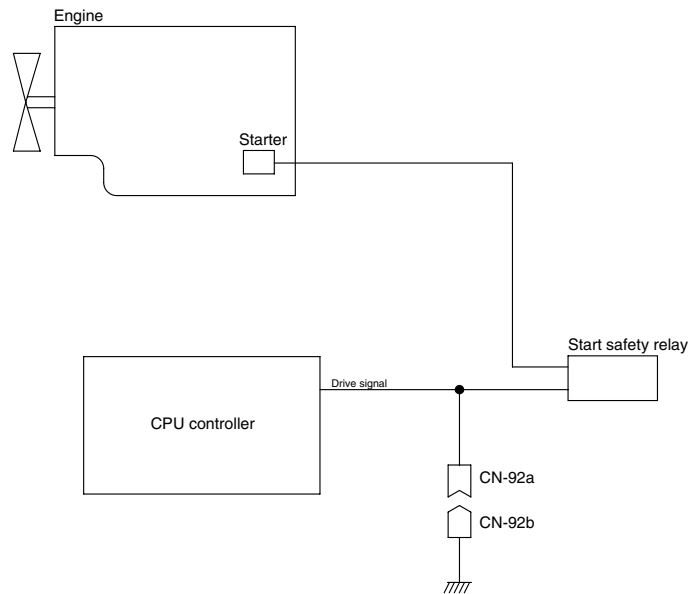 Engine
Starter
Start safety relay
Drive signal
CPU controller
CN-92a
CN-92b